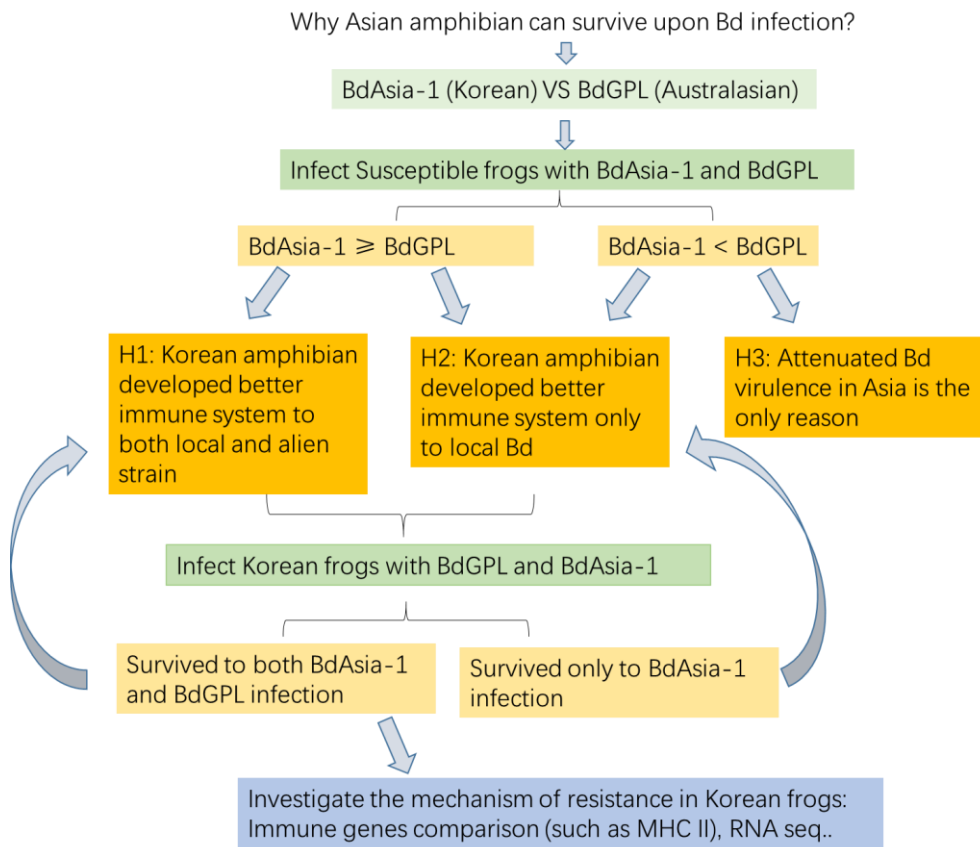 Why Asian amphibian can survive upon Bd infection?
BdAsia-1 (Korean) VS BdGPL (Australasian)
Infect Susceptible frogs with BdAsia-1 and BdGPL
BdAsia-1 ⩾ BdGPL
BdAsia-1 < BdGPL
H1: Korean amphibian
developed better
immune system to
both local and alien
strain
H2: Korean amphibian
developed better
immune system only
to local Bd
H3: Attenuated Bd
virulence in Asia is the
only reason
Infect Korean frogs with BdGPL and BdAsia-1
Survived to both BdAsia-1
and BdGPL infection
Survived only to BdAsia-1
infection
Investigate the mechanism of resistance in Korean frogs:
Immune genes comparison (such as MHC II), RNA seq..